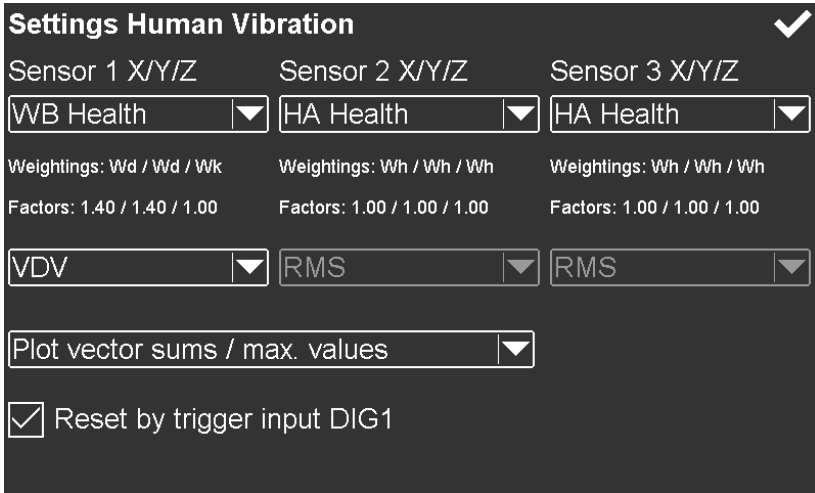 Settings Human Vibration
Sensor 1 X/Y/Z Sensor 2 X/Y/Z Sensor 3 X/Y/Z
WB Health HA Health HA Health
Weightings: Wd / Wd / Wk Weightings: Wh / Wh / Wh Weightings: Wh / Wh / Wh
Factors: 1.40 / 1.40 / 1.00 Factors: 1.00 / 1.00 / 1.00 Factors: 1.00 / 1.00 / 1.00
VDV RMS RMS
Plot vector sums / max. values
Reset by trigger input DIG1